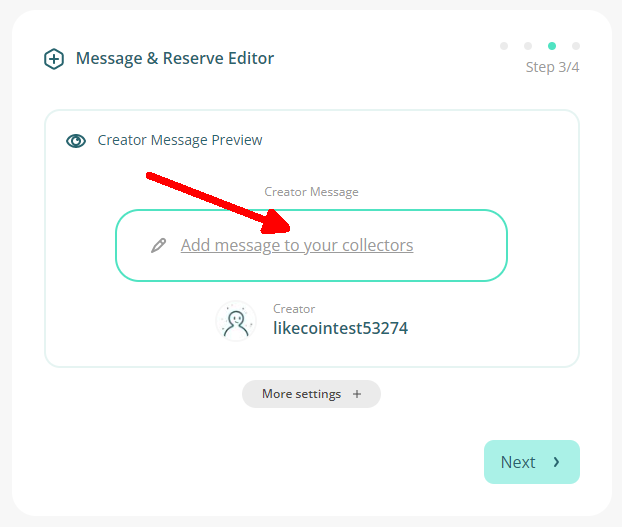 Message & Reserve Editor
Step 3/4
Creator Message Preview
Creator Message
Add message to your collectors
Creator
likecointest53274
More settings +
Next